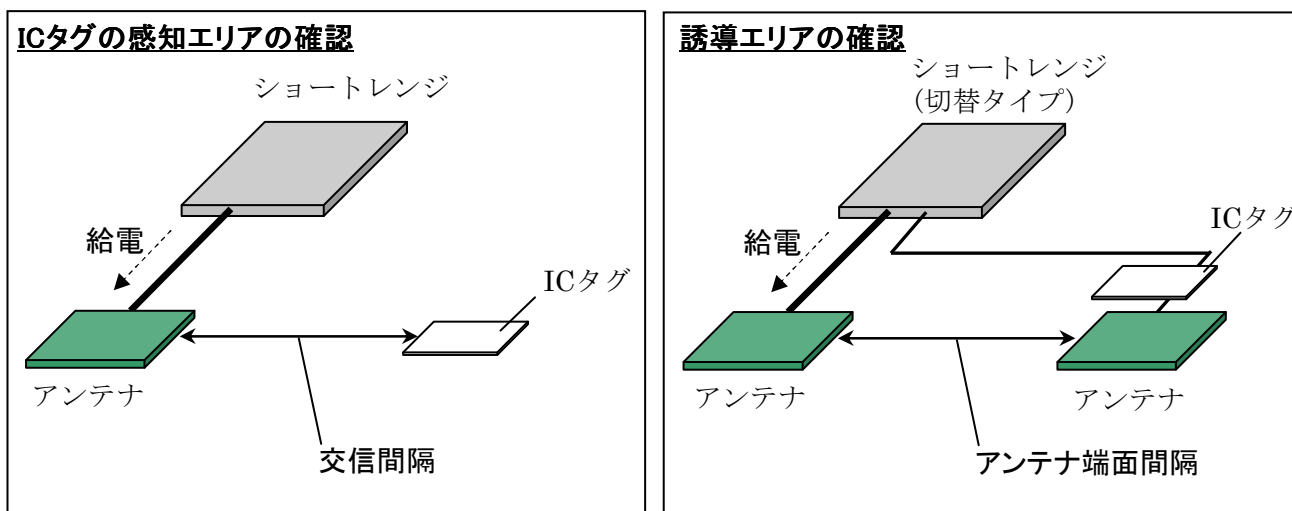 ICタグの感知エリアの確認
ショートレンジ
給電
ICタグ
アンテナ
交信間隔
誘導エリアの確認
ショートレンジ
(切替タイプ)
ICタグ
給電
アンテナ
アンテナ
アンテナ端面間隔